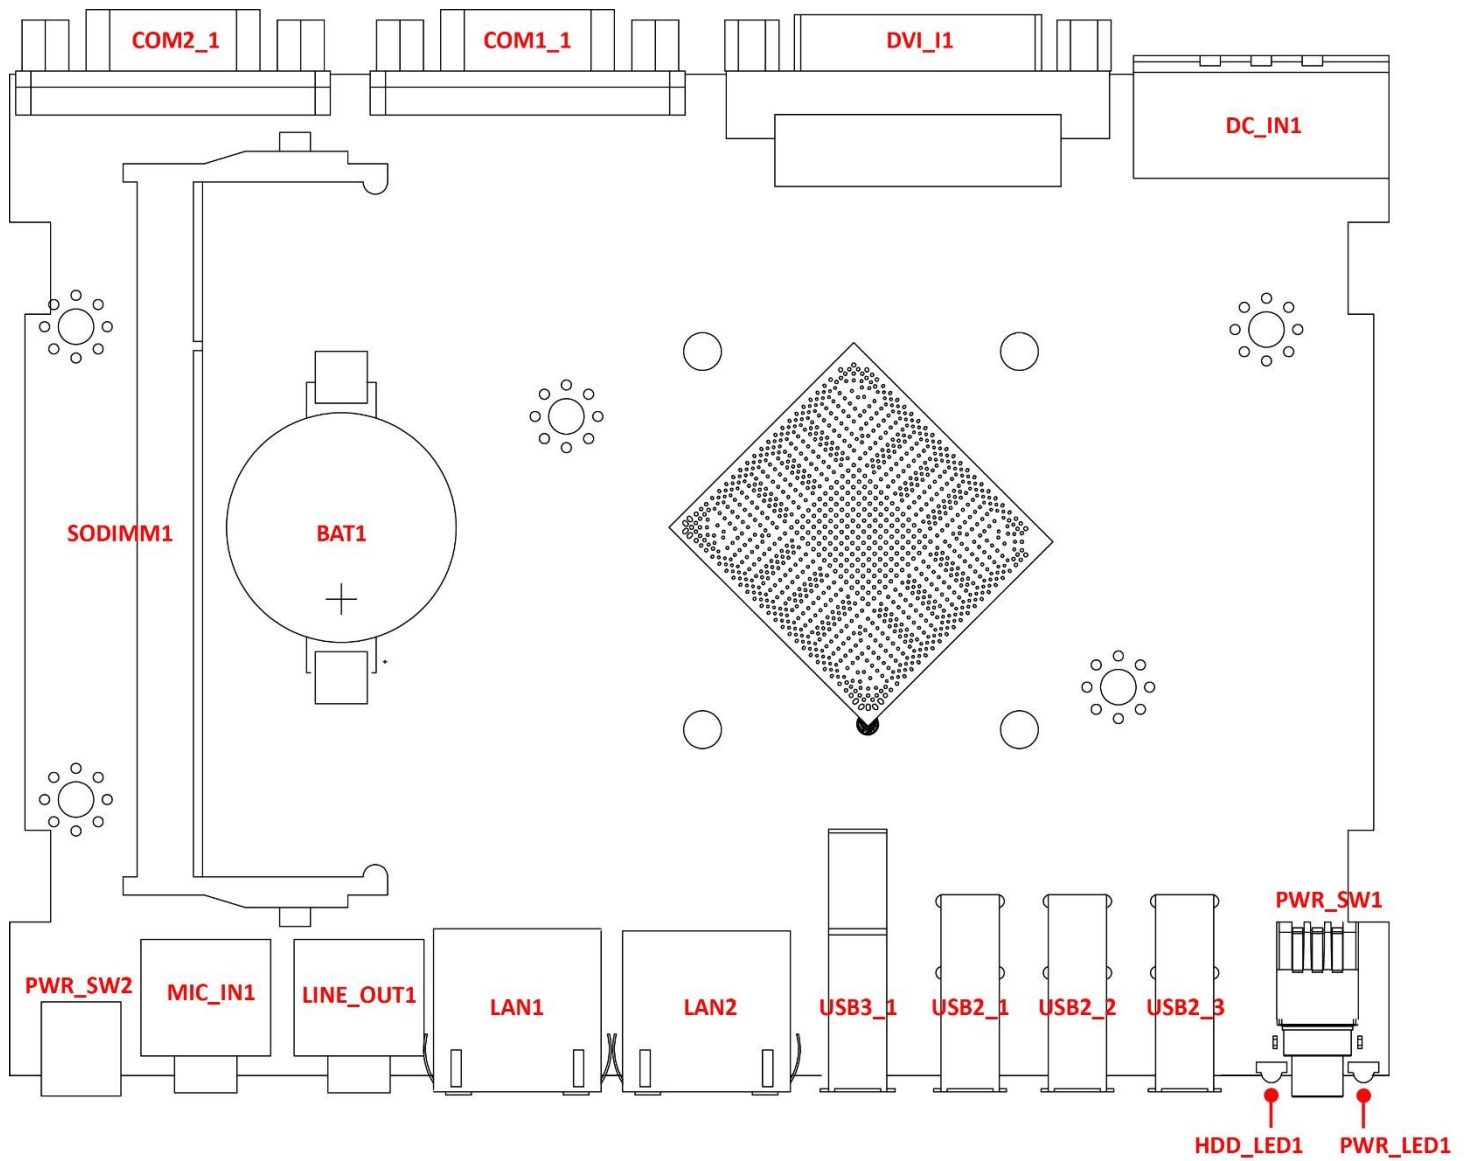 COM2_1
COM1_1
DVI_I1
DC_IN1
SODIMM1
BAT1
PWR_SW1
PWR_SW2
MIC_IN1
LINE_OUT1
LAN1
LAN2
USB3_1
USB2_1
USB2_2
USB2_3
HDD_LED1
PWR_LED1